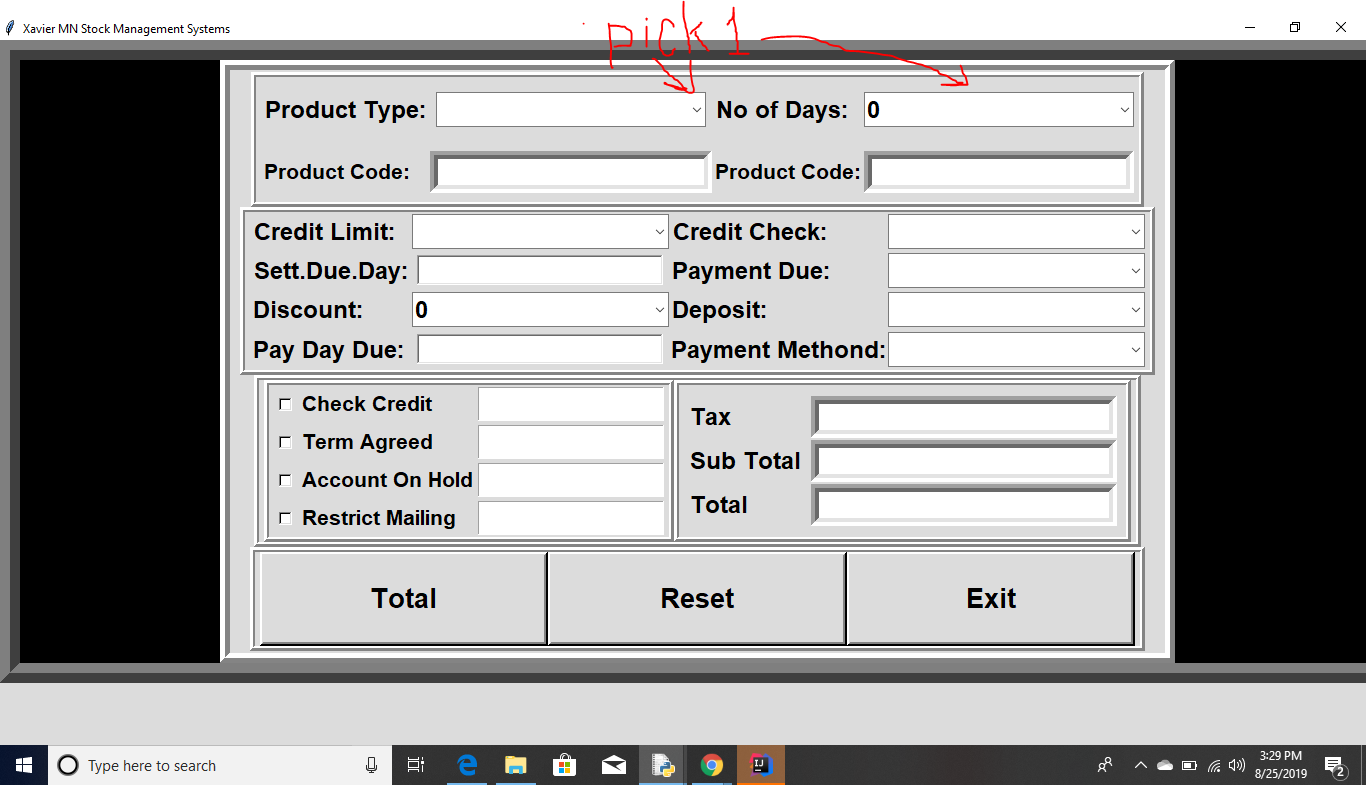 Xavier MN Stock Management Systems
pick 1
Product Type: No of Days: 0
Product Code: Product Code:
Credit Limit: Credit Check:
Sett.Due.Day: Payment Due:
Discount: 0 Deposit:
Pay Day Due: Payment Methond:
Check Credit
Term Agreed
Account On Hold
Restrict Mailing
Tax
Sub Total
Total
Total Reset Exit
Type here to search
IJ
3:29 PM
8/25/2019
2